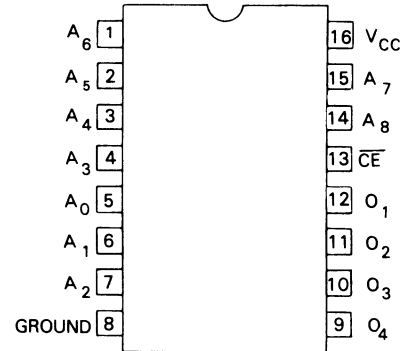 A6 1 16 VCC
A5 2 15 A7
A4 3 14 A8
A3 4 13 C̅E̅
A0 5 12 O1
A1 6 11 O2
A2 7 10 O3
GROUND 8 9 O4